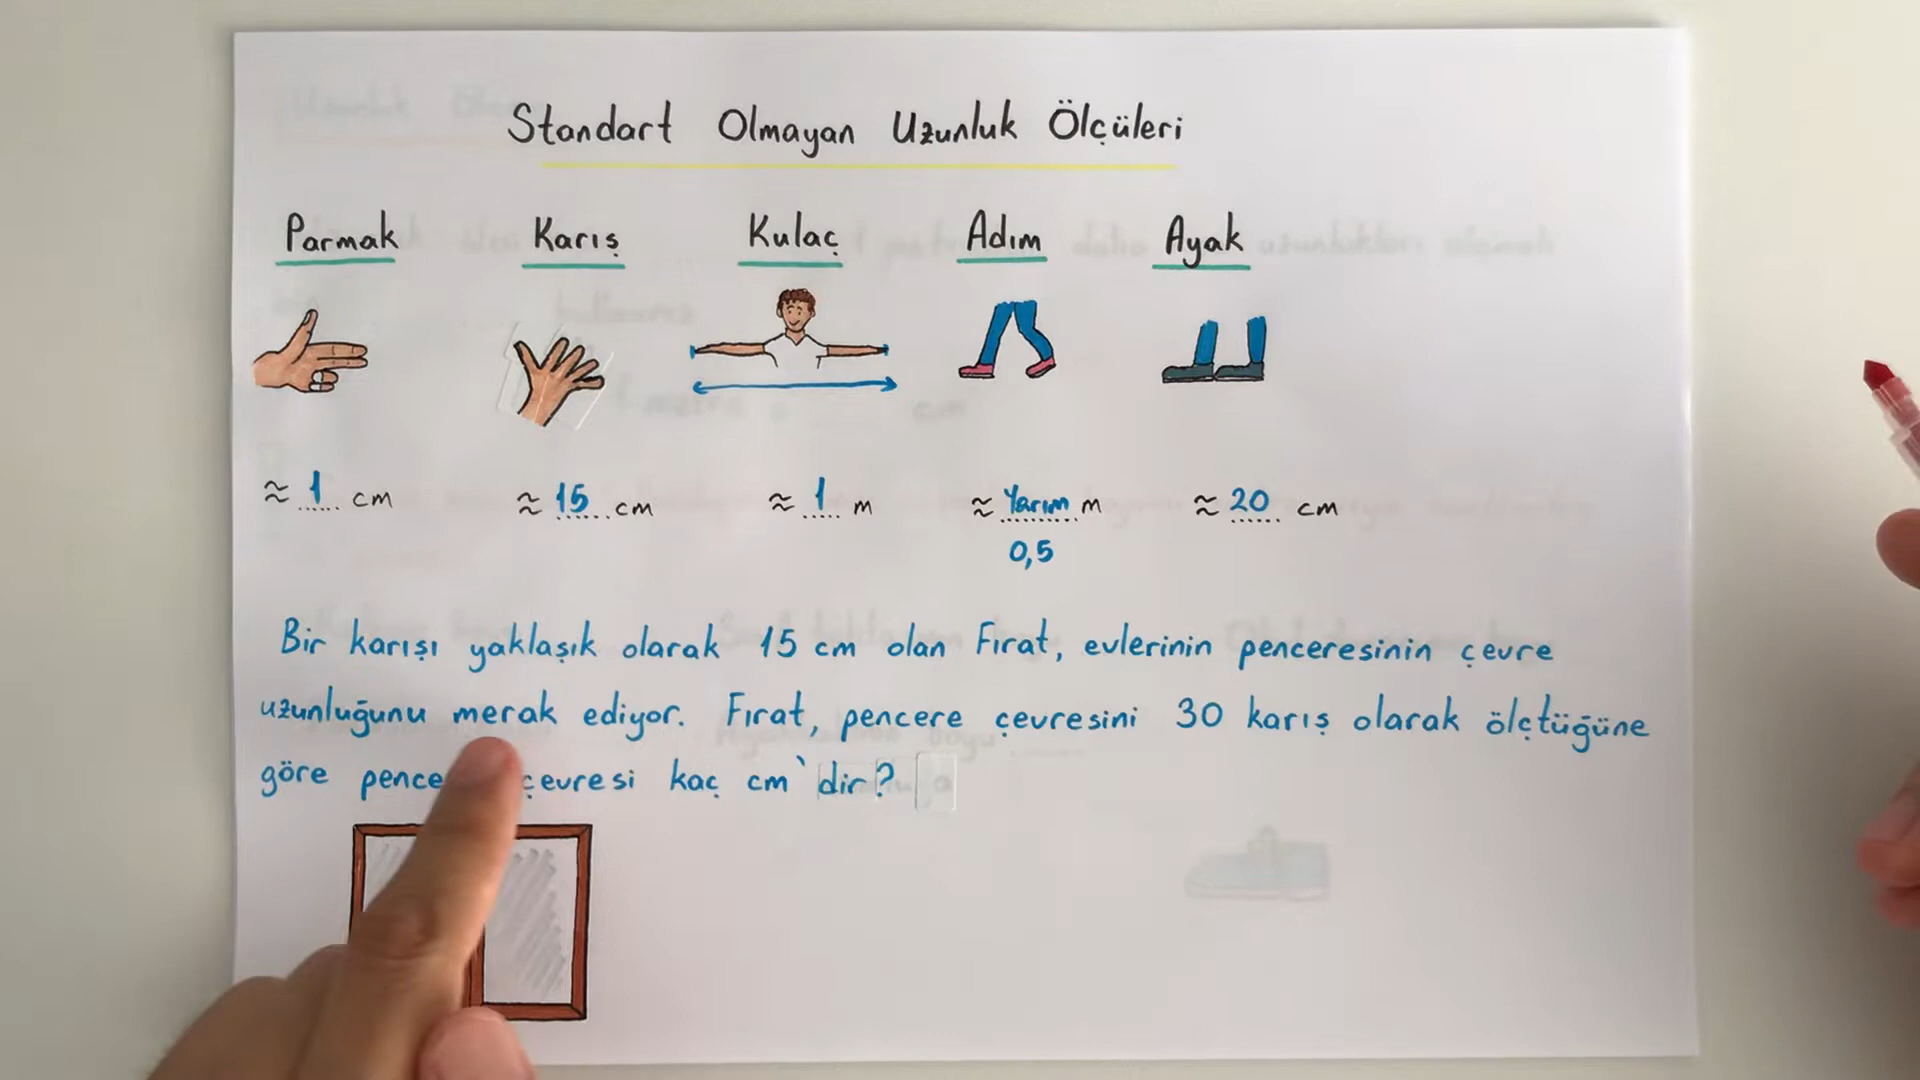 Standart Olmayan Uzunluk Ölçüleri
Parmak Karış Kulaç Adım Ayak
≈ 1 cm ≈ 15 cm ≈ 1 m ≈ Yarım m ≈ 20 cm
0,5
Bir karışı yaklaşık olarak 15 cm olan Fırat, evlerinin penceresinin çevre
uzunluğunu merak ediyor. Fırat, pencere çevresini 30 karış olarak ölçtüğüne
göre çevresi kaç cm'dir?